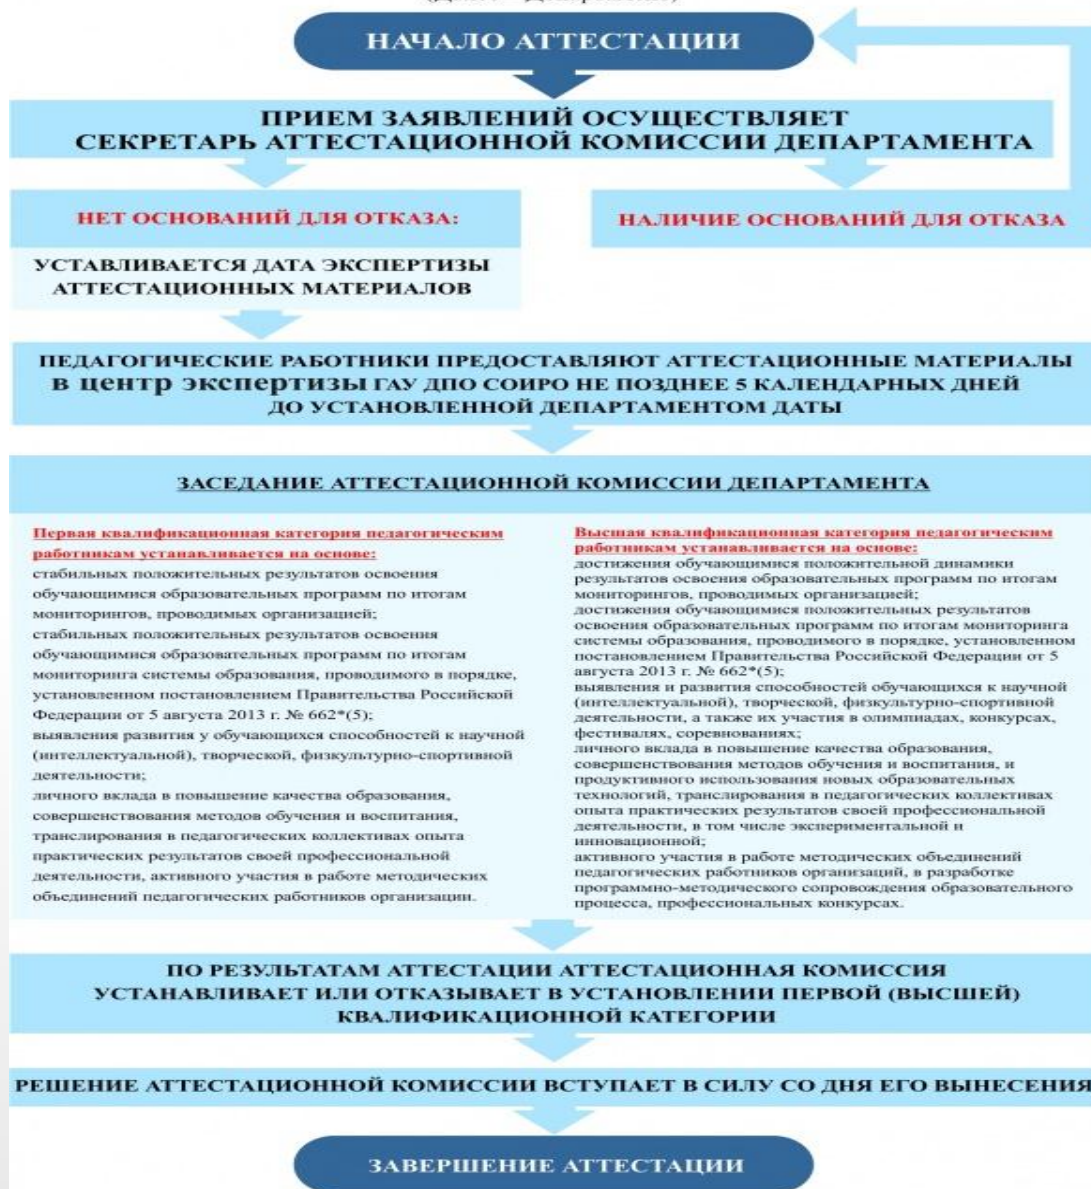 НАЧАЛО АТТЕСТАЦИИ
ПРИЕМ ЗАЯВЛЕНИЙ ОСУЩЕСТВЛЯЕТ
СЕКРЕТАРЬ АТТЕСТАЦИОННОЙ КОМИССИИ ДЕПАРТАМЕНТА
НЕТ ОСНОВАНИЙ ДЛЯ ОТКАЗА:
УСТАВЛИВАЕТСЯ ДАТА ЭКСПЕРТИЗЫ
АТТЕСТАЦИОННЫХ МАТЕРИАЛОВ
НАЛИЧИЕ ОСНОВАНИЙ ДЛЯ ОТКАЗА
ПЕДАГОГИЧЕСКИЕ РАБОТНИКИ ПРЕДОСТАВЛЯЮТ АТТЕСТАЦИОННЫЕ МАТЕРИАЛЫ
в центр экспертизы ГАУ ДПО СОИРО НЕ ПОЗДНЕЕ 5 КАЛЕНДАРНЫХ ДНЕЙ
ДО УСТАНОВЛЕННОЙ ДЕПАРТАМЕНТОМ ДАТЫ
ЗАСЕДАНИЕ АТТЕСТАЦИОННОЙ КОМИССИИ ДЕПАРТАМЕНТА
Первая квалификационная категория педагогическим
работникам устанавливается на основе:
стабильных положительных результатов освоения
обучающимися образовательных программ по итогам
мониторингов, проводимых организацией;
стабильных положительных результатов освоения
обучающимися образовательных программ по итогам
мониторинга системы образования, проводимого в порядке,
установленном постановлением Правительства Российской
Федерации от 5 августа 2013 г. № 662*(5);
выявления развития у обучающихся способностей к научной
(интеллектуальной), творческой, физкультурно-спортивной
деятельности;
личного вклада в повышение качества образования,
совершенствования методов обучения и воспитания,
транслирования в педагогических коллективах опыта
практических результатов своей профессиональной
деятельности, активного участия в работе методических
объединений педагогических работников организации.
Высшая квалификационная категория педагогическим
работникам устанавливается на основе:
достижения обучающимися положительной динамики
результатов освоения образовательных программ по итогам
мониторингов, проводимых организацией;
достижения обучающимися положительных результатов
освоения образовательных программ по итогам мониторинга
системы образования, проводимого в порядке, установленном
постановлением Правительства Российской Федерации от 5
августа 2013 г. № 662*(5);
выявления и развития способностей обучающихся к научной
(интеллектуальной), творческой, физкультурно-спортивной
деятельности, а также их участия в олимпиадах, конкурсах,
фестивалях, соревнованиях;
личного вклада в повышение качества образования,
совершенствования методов обучения и воспитания, и
продуктивного использования новых образовательных
технологий, транслирования в педагогических коллективах
опыта практических результатов своей профессиональной
деятельности, в том числе экспериментальной и
инновационной;
активного участия в работе методических объединений
педагогических работников организаций, в разработке
программно-методического сопровождения образовательного
процесса, профессиональных конкурсах.
ПО РЕЗУЛЬТАТАМ АТТЕСТАЦИИ АТТЕСТАЦИОННАЯ КОМИССИЯ
УСТАНАВЛИВАЕТ ИЛИ ОТКАЗЫВАЕТ В УСТАНОВЛЕНИИ ПЕРВОЙ (ВЫСШЕЙ)
КВАЛИФИКАЦИОННОЙ КАТЕГОРИИ
РЕШЕНИЕ АТТЕСТАЦИОННОЙ КОМИССИИ ВСТУПАЕТ В СИЛУ СО ДНЯ ЕГО ВЫНЕСЕНИЯ
ЗАВЕРШЕНИЕ АТТЕСТАЦИИ